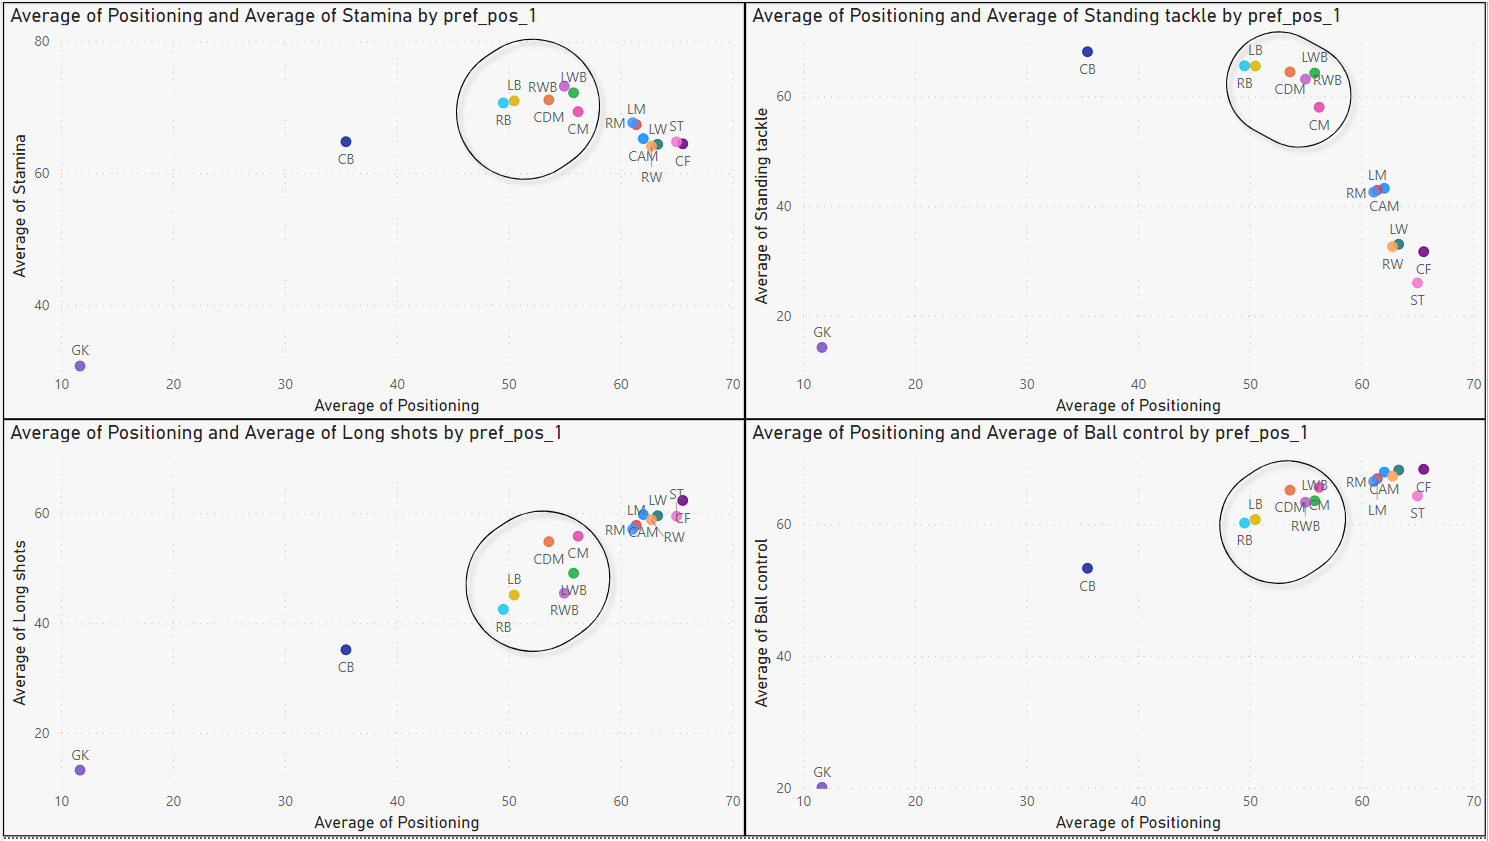 Average of Positioning and Average of Stamina by pref_pos_1
80
60
40
Average of Stamina
LB
RWB
LWB
RB
CDM
CM
CB
LM
RM
LW
ST
CAM
CF
RW
GK
10 20 30 40 50 60 70
Average of Positioning
Average of Positioning and Average of Standing tackle by pref_pos_1
60
40
20
Average of Standing tackle
CB
LB
LWB
RB
CDM
RWB
CM
LM
RM
CAM
LW
RW
CF
ST
GK
10 20 30 40 50 60 70
Average of Positioning
Average of Positioning and Average of Long shots by pref_pos_1
60
40
20
Average of Long shots
ST
LW
LM
RM
CAM
CF
RW
CDM
CM
LB
LWB
RWB
RB
CB
GK
10 20 30 40 50 60 70
Average of Positioning
Average of Positioning and Average of Ball control by pref_pos_1
60
40
20
Average of Ball control
RM
CAM
CF
LM
ST
LWB
LB
CDM
CM
RWB
RB
CB
GK
10 20 30 40 50 60 70
Average of Positioning